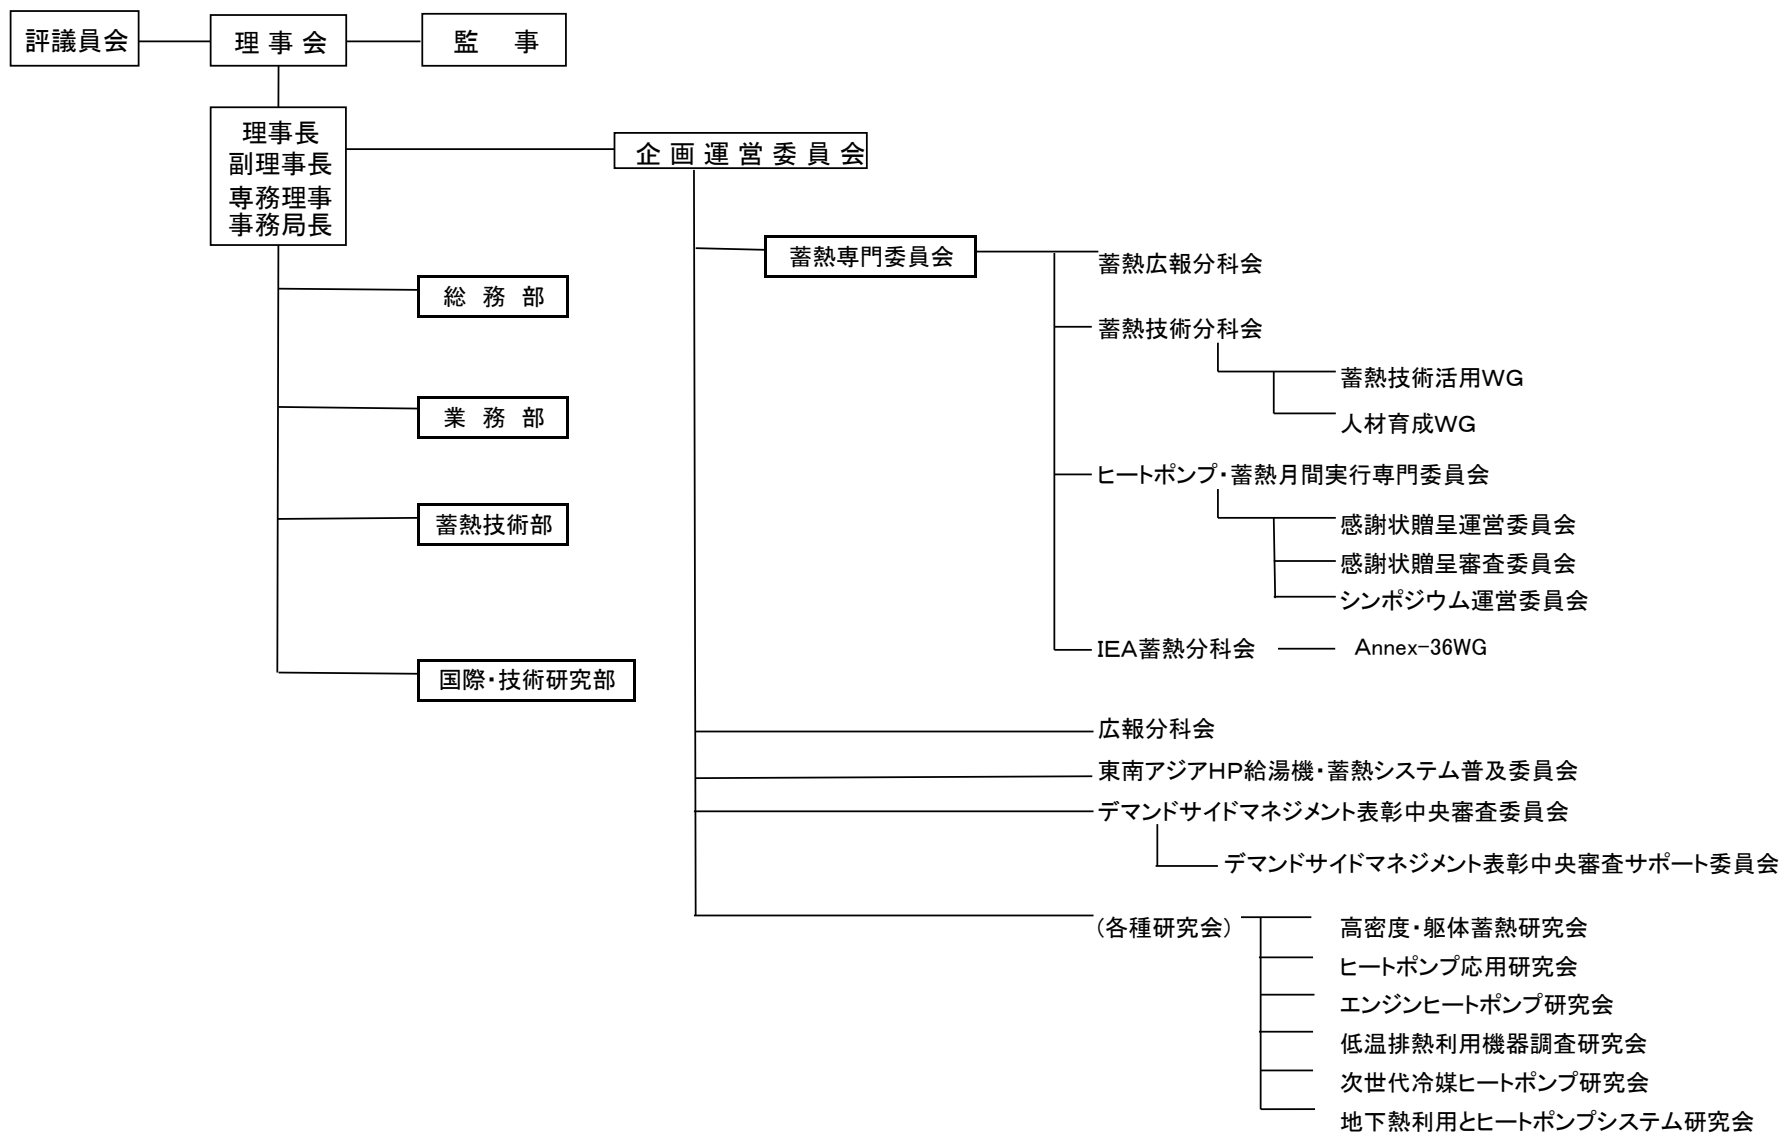 評議員会
理事会
監 事
理事長
副理事長
専務理事
事務局長
企画運営委員会
蓄熱専門委員会
蓄熱広報分科会
総 務 部
蓄熱技術分科会
蓄熱技術活用WG
業 務 部
人材育成WG
ヒートポンプ・蓄熱月間実行専門委員会
蓄熱技術部
感謝状贈呈運営委員会
感謝状贈呈審査委員会
シンポジウム運営委員会
IEA蓄熱分科会
Annex-36WG
国際・技術研究部
広報分科会
東南アジアHP給湯機・蓄熱システム普及委員会
デマンドサイドマネジメント表彰中央審査委員会
デマンドサイドマネジメント表彰中央審査サポート委員会
(各種研究会)
高密度・躯体蓄熱研究会
ヒートポンプ応用研究会
エンジンヒートポンプ研究会
低温排熱利用機器調査研究会
次世代冷媒ヒートポンプ研究会
地下熱利用とヒートポンプシステム研究会